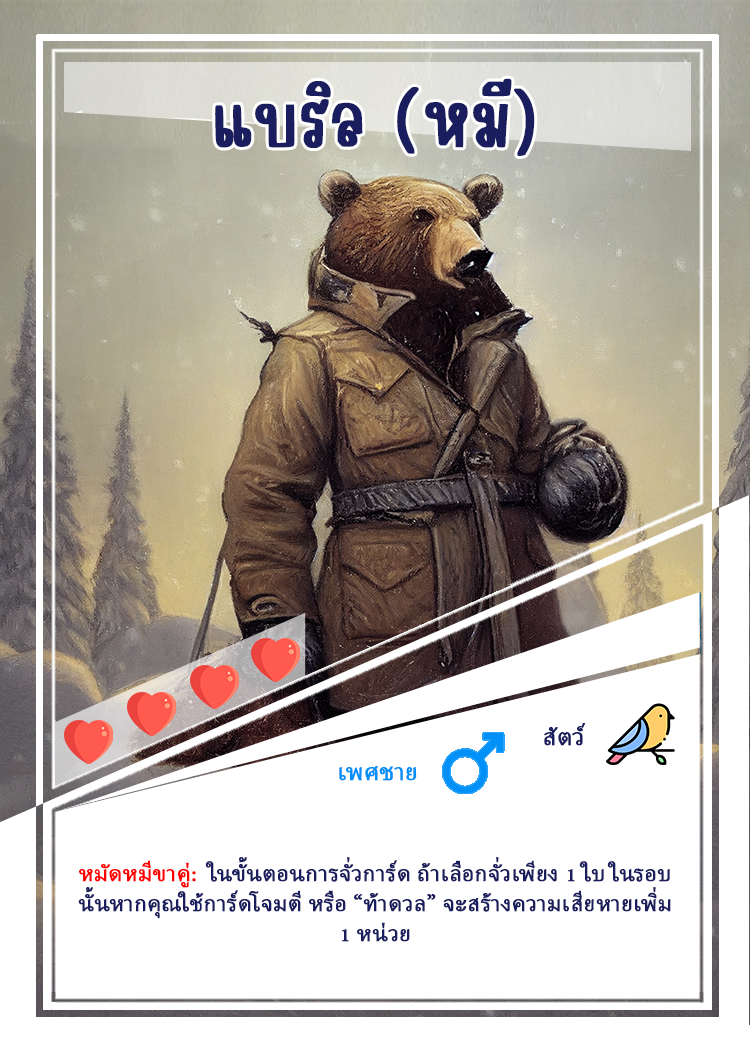 แบริล (หมี)
สัตว์
เพศชาย
หมัดหมีขาคู่: ในขั้นตอนการจั่วการ์ด ถ้าเลือกจั่วเพียง 1 ใบ ในรอบ
นั้นหากคุณใช้การ์ดโจมตี หรือ “ท้าดวล” จะสร้างความเสียหายเพิ่ม
1 หน่วย